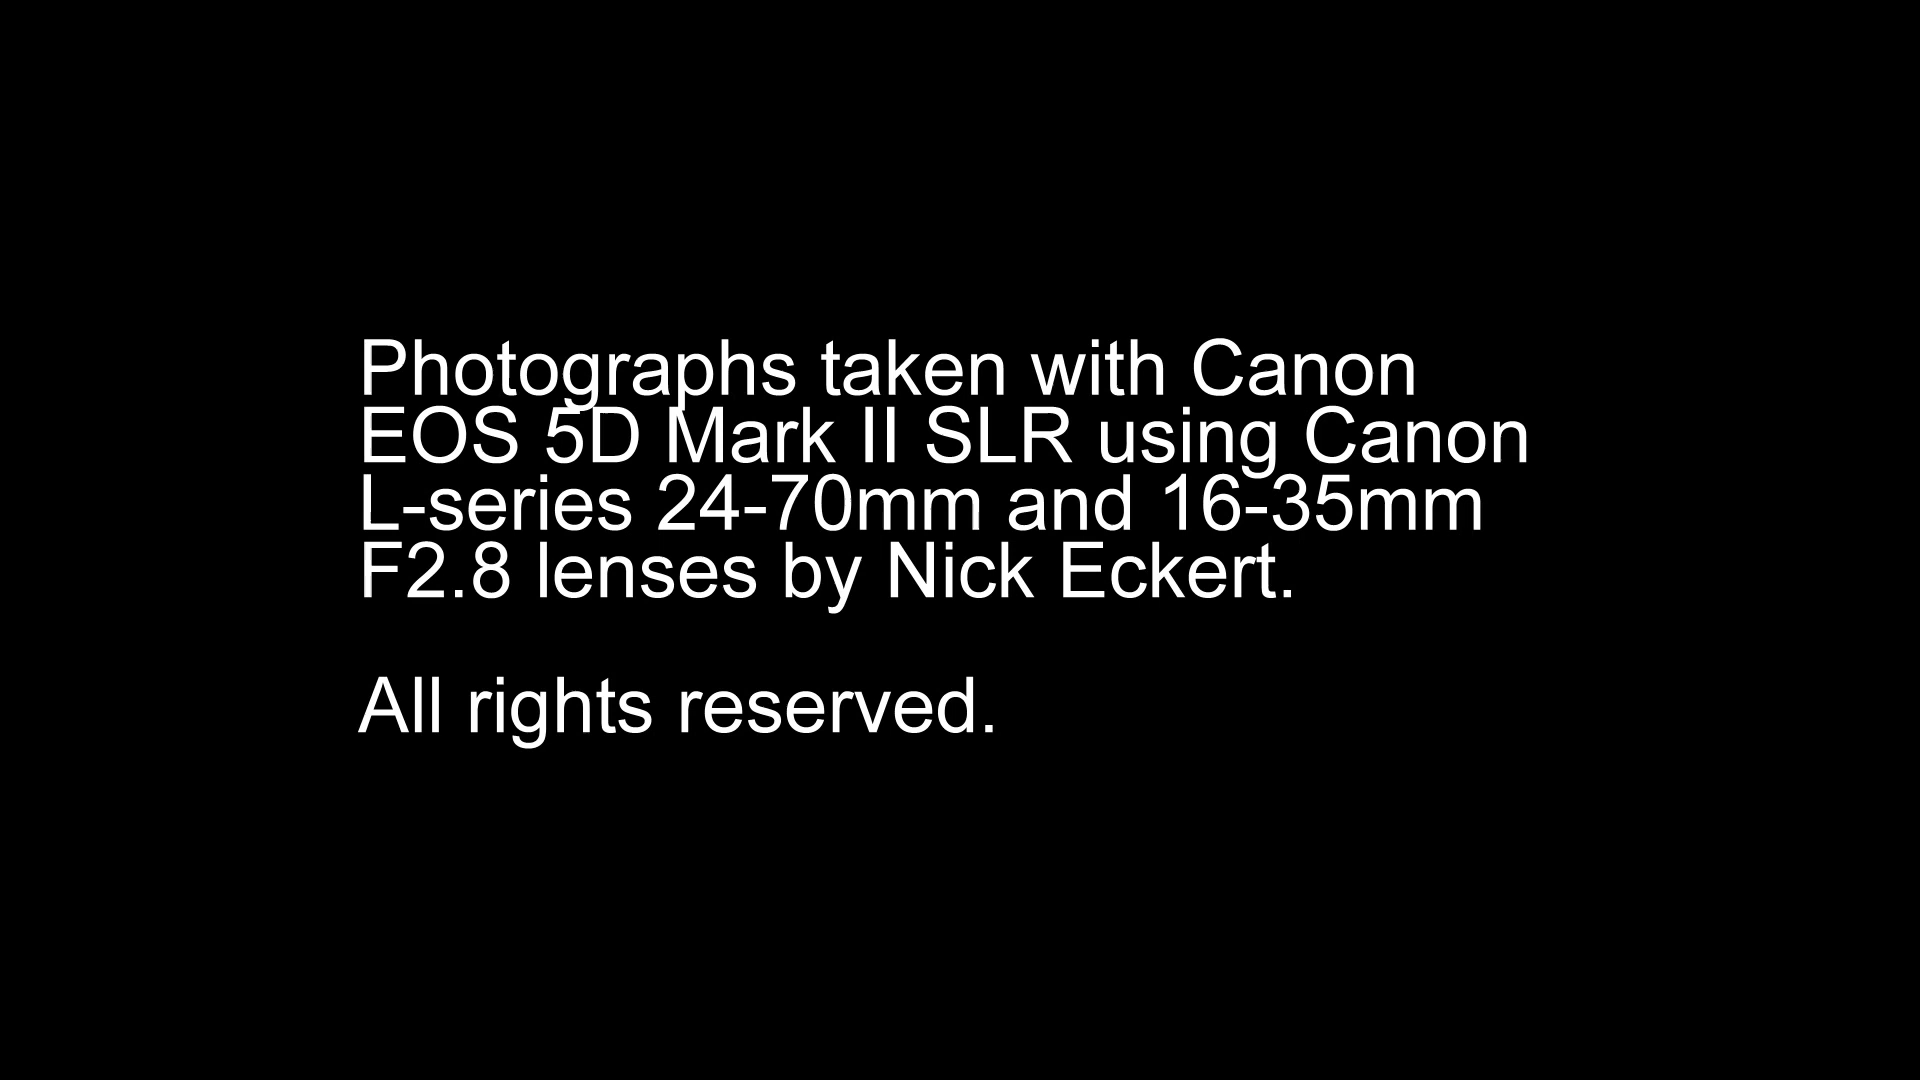 Photographs taken with Canon
EOS 5D Mark II SLR using Canon
L-series 24-70mm and 16-35mm
F2.8 lenses by Nick Eckert.
All rights reserved.